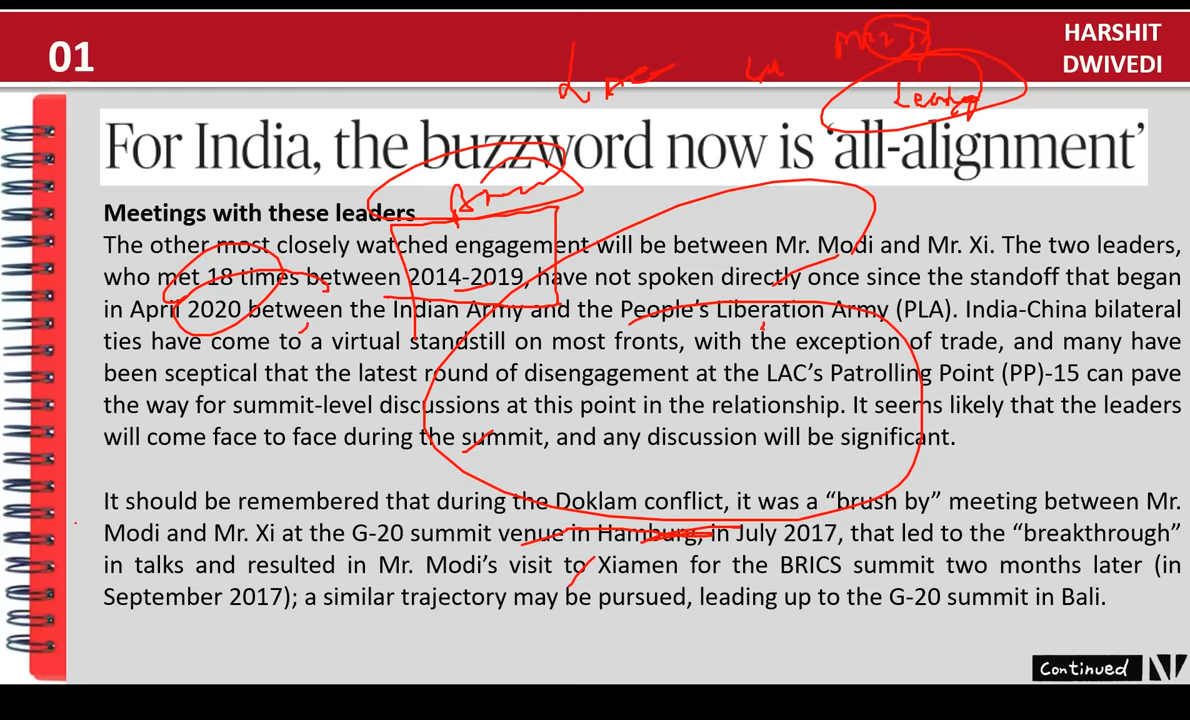 01
HARSHIT
DWIVEDI
Leader
For India, the buzzword now is ‘all-alignment’
Meetings with these leaders
The other most closely watched engagement will be between Mr. Modi and Mr. Xi. The two leaders,
who met 18 times between 2014-2019, have not spoken directly once since the standoff that began
in April 2020 between the Indian Army and the People’s Liberation Army (PLA). India-China bilateral
ties have come to a virtual standstill on most fronts, with the exception of trade, and many have
been sceptical that the latest round of disengagement at the LAC’s Patrolling Point (PP)-15 can pave
the way for summit-level discussions at this point in the relationship. It seems likely that the leaders
will come face to face during the summit, and any discussion will be significant.
It should be remembered that during the Doklam conflict, it was a “brush by” meeting between Mr.
Modi and Mr. Xi at the G-20 summit venue in Hamburg, in July 2017, that led to the “breakthrough”
in talks and resulted in Mr. Modi’s visit to Xiamen for the BRICS summit two months later (in
September 2017); a similar trajectory may be pursued, leading up to the G-20 summit in Bali.
Continued